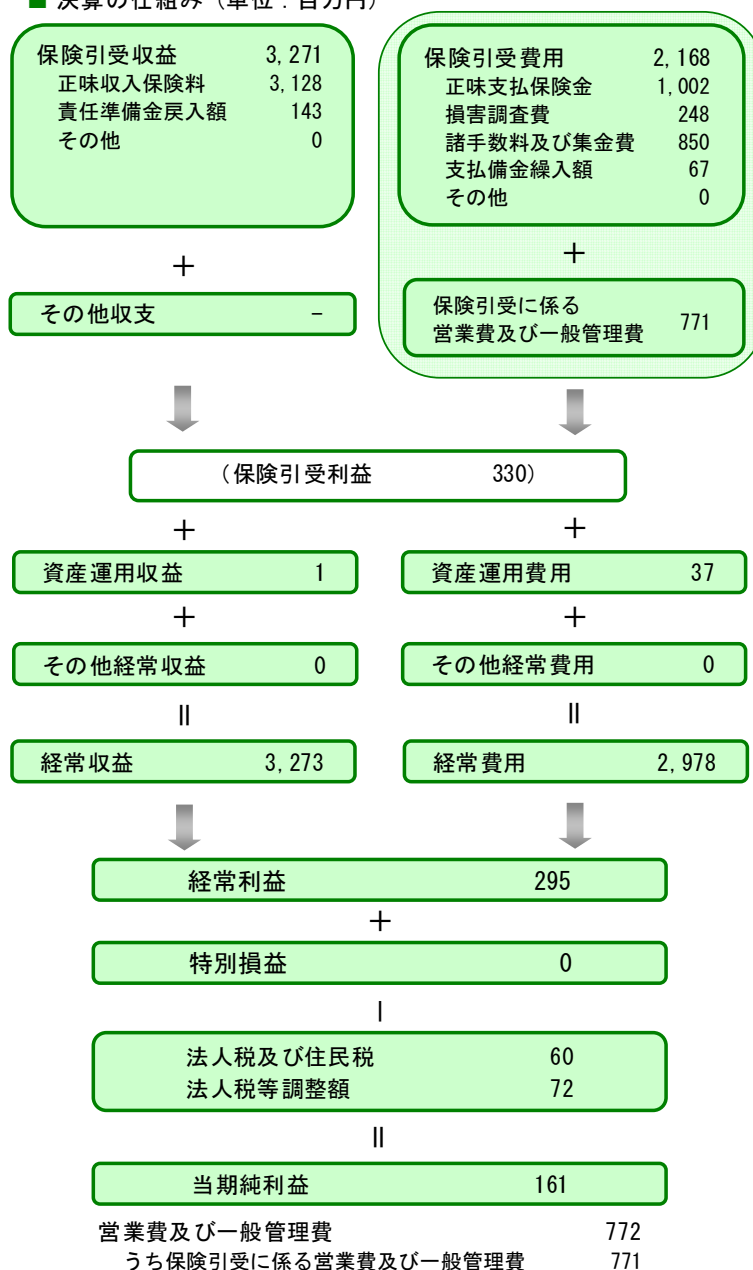 ■ 決算の仕組み（単位：百万円）
保険引受収益 3,271
正味収入保険料 3,128
責任準備金戻入額 143
その他 0
＋
その他収支 −
保険引受費用 2,168
正味支払保険金 1,002
損害調査費 248
諸手数料及び集金費 850
支払備金繰入額 67
その他 0
＋
保険引受に係る
営業費及び一般管理費 771
（保険引受利益 330）
＋ ＋
資産運用収益 1 資産運用費用 37
＋ ＋
その他経常収益 0 その他経常費用 0
＝ ＝
経常収益 3,273 経常費用 2,978
経常利益 295
＋
特別損益 0
－
法人税及び住民税 60
法人税等調整額 72
＝
当期純利益 161
営業費及び一般管理費 772
うち保険引受に係る営業費及び一般管理費 771